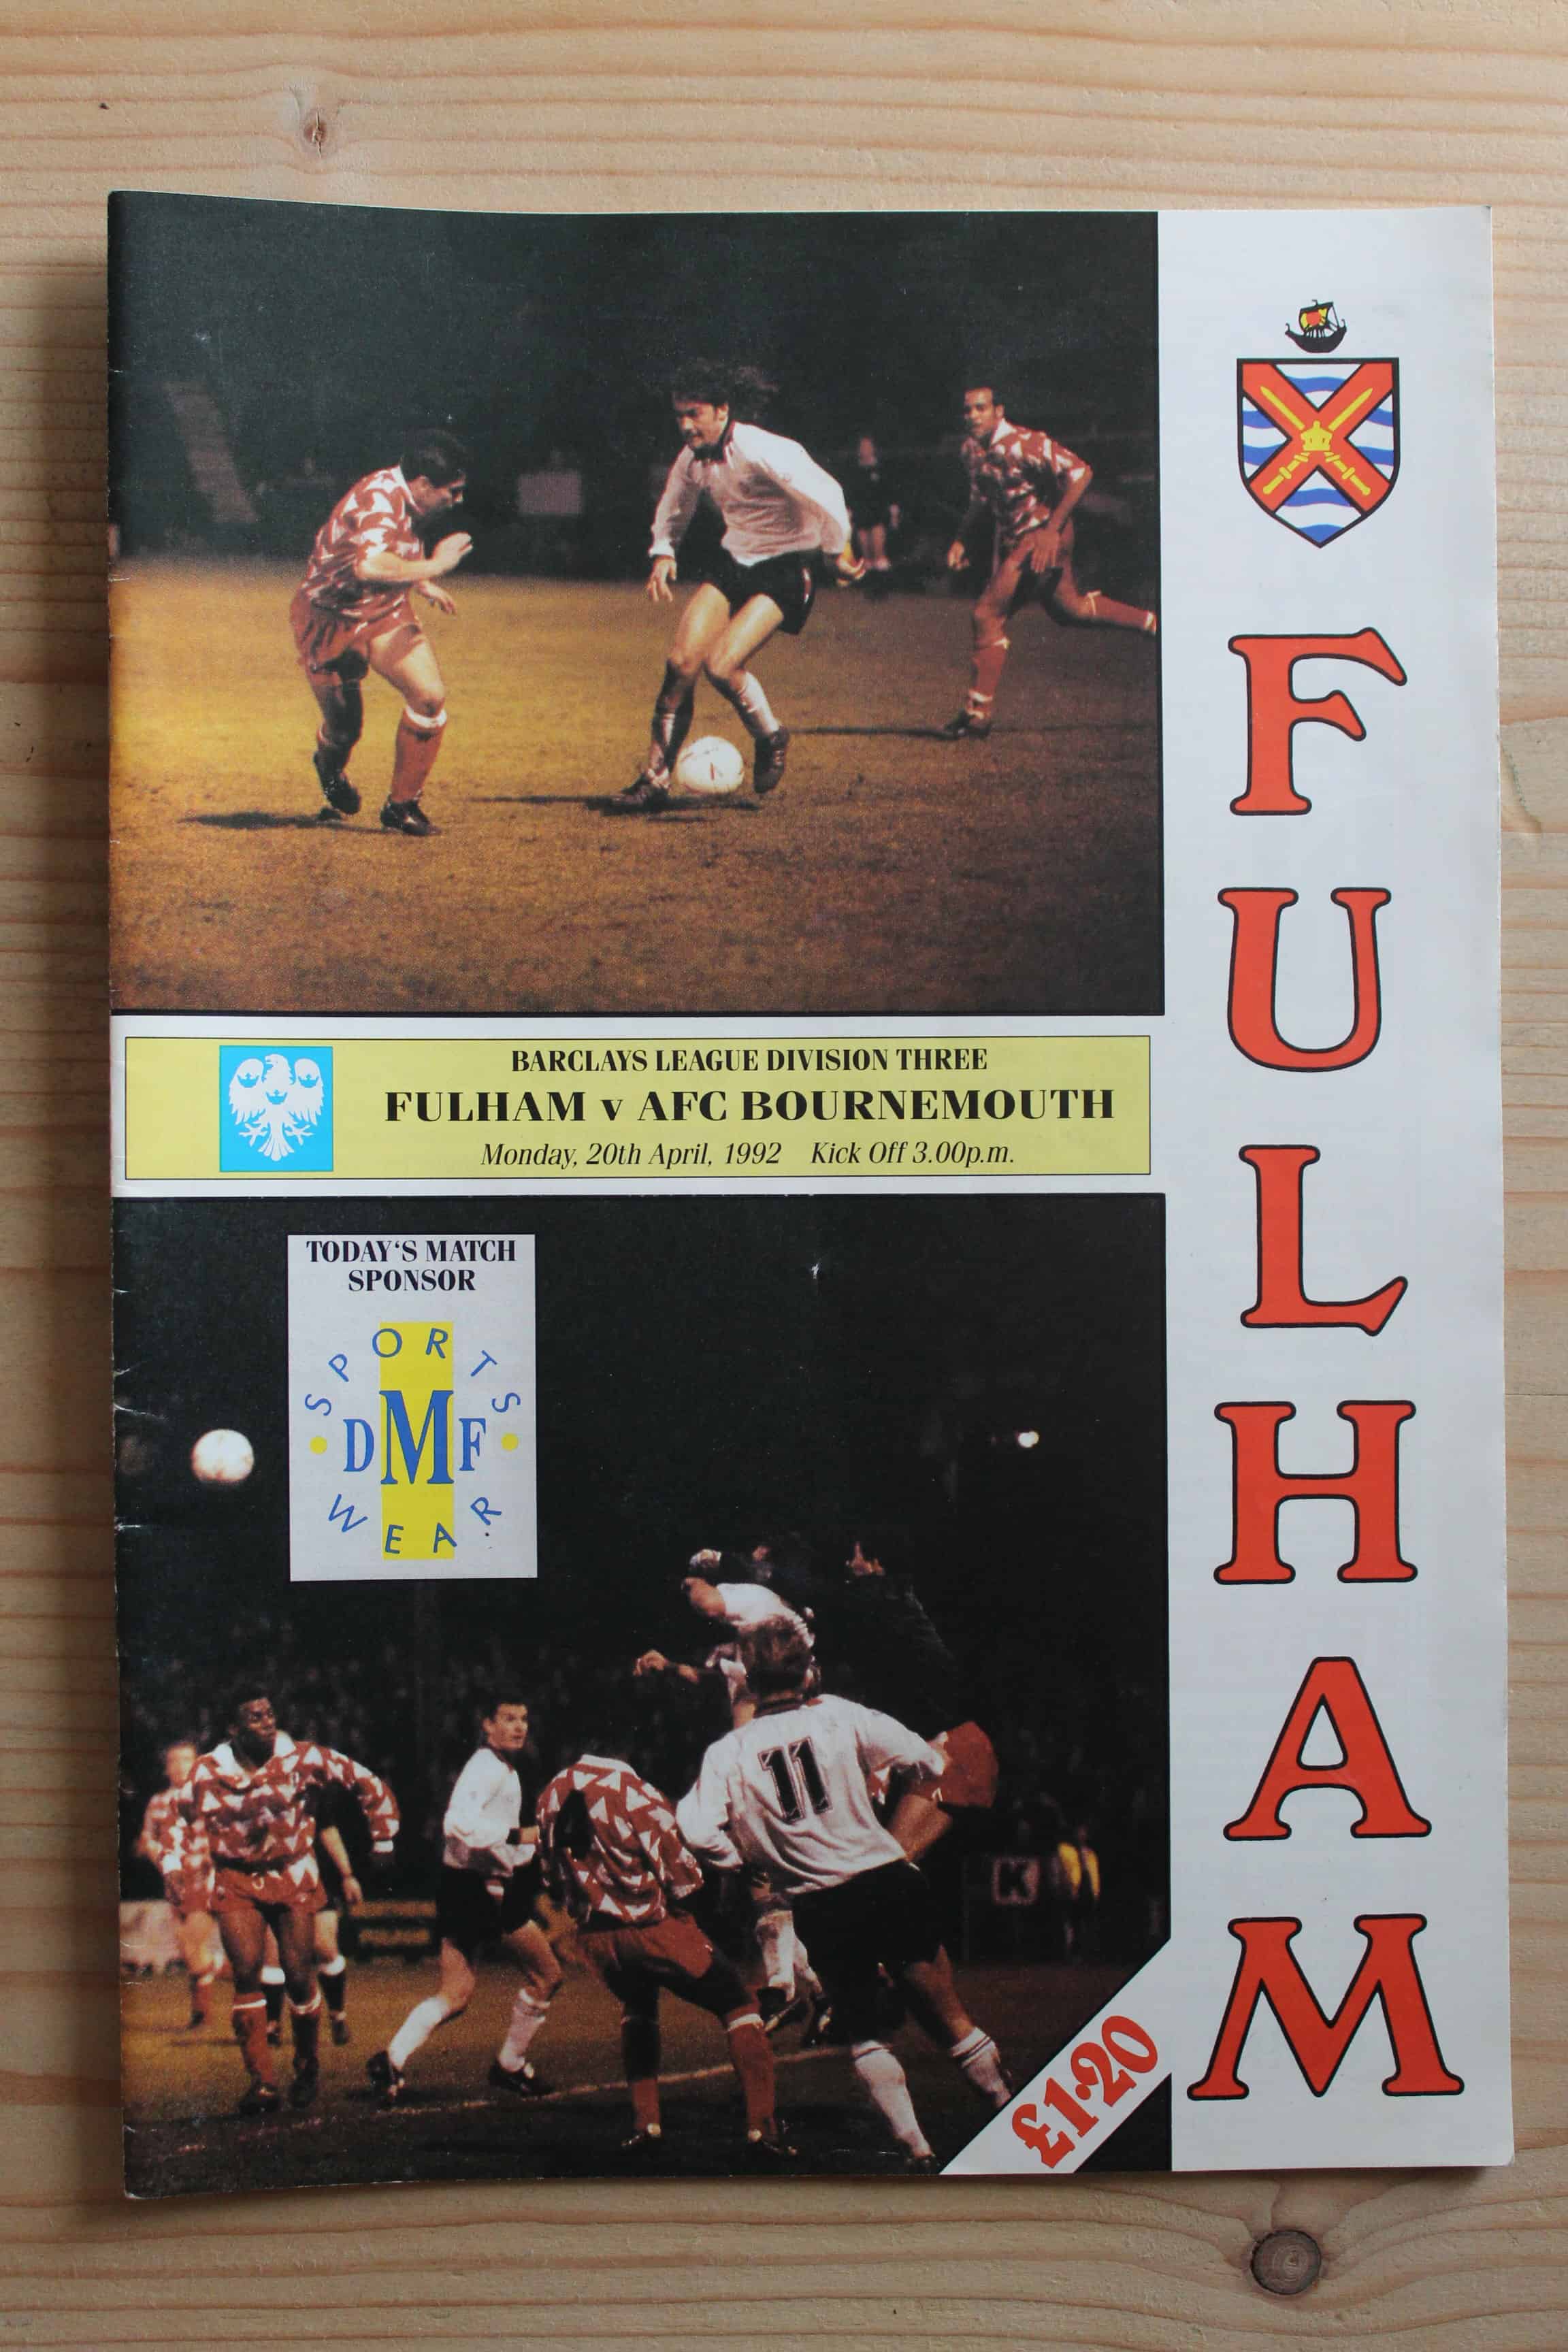 BARCLAYS LEAGUE DIVISION THREE
FULHAM v AFC BOURNEMOUTH
Monday, 20th April, 1992 Kick Off 3.00p.m.
TODAY'S MATCH
SPONSOR
SPORTS
DMF
WEAR
11
K
£1·20
FULHAM